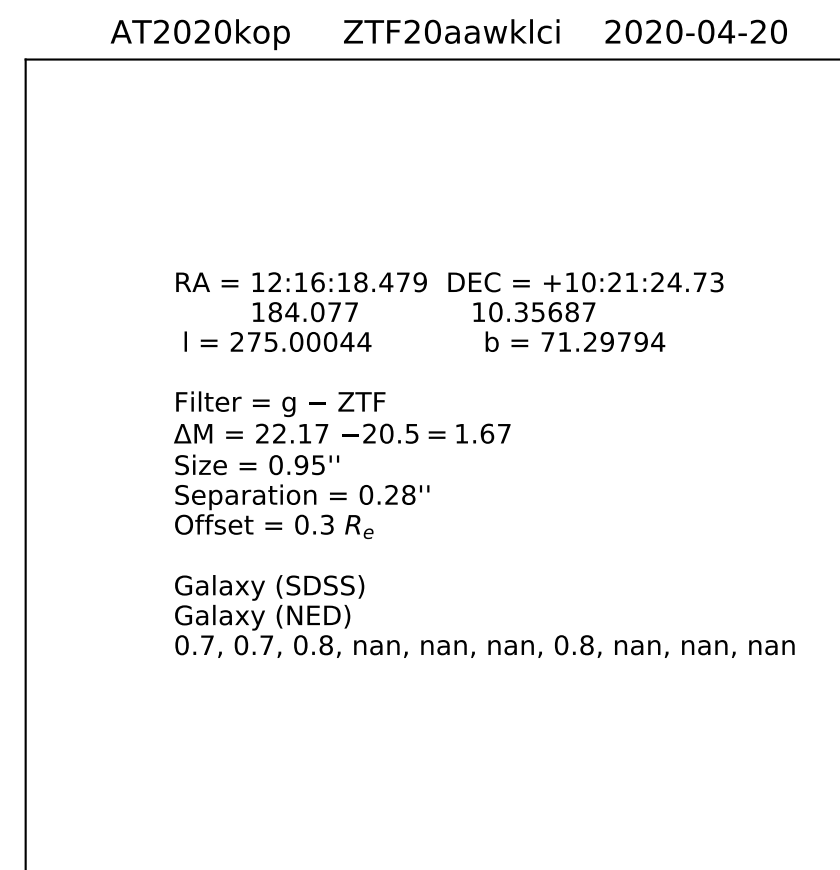 AT2020kop ZTF20aawklci 2020-04-20
RA = 12:16:18.479 DEC = +10:21:24.73
184.077 10.35687
l = 275.00044 b = 71.29794
Filter = g − ZTF
ΔM = 22.17 −20.5 = 1.67
Size = 0.95''
Separation = 0.28''
Offset = 0.3 Rₑ
Galaxy (SDSS)
Galaxy (NED)
0.7, 0.7, 0.8, nan, nan, nan, 0.8, nan, nan, nan